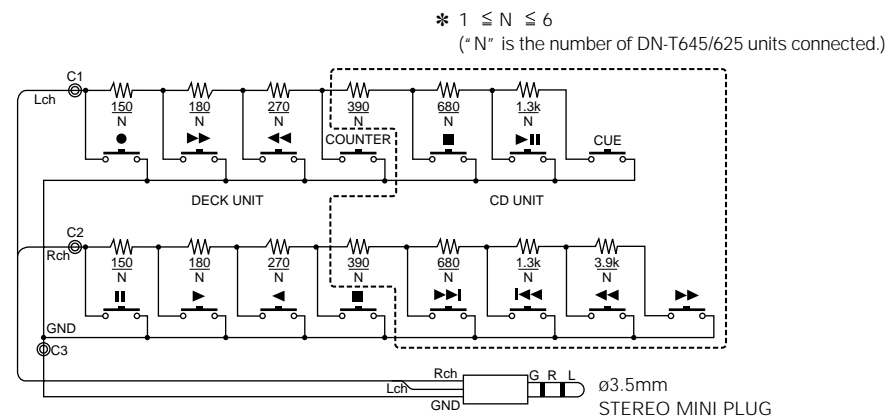 ✱ 1 ≦ N ≦ 6
("N" is the number of DN-T645/625 units connected.)
C1
Lch
150 180 270 390 680 1.3k
N N N N N N
COUNTER CUE
DECK UNIT CD UNIT
C2
Rch
150 180 270 390 680 1.3k 3.9k
N N N N N N N
GND
C3
Rch G R L
Lch
GND
ø3.5mm
STEREO MINI PLUG